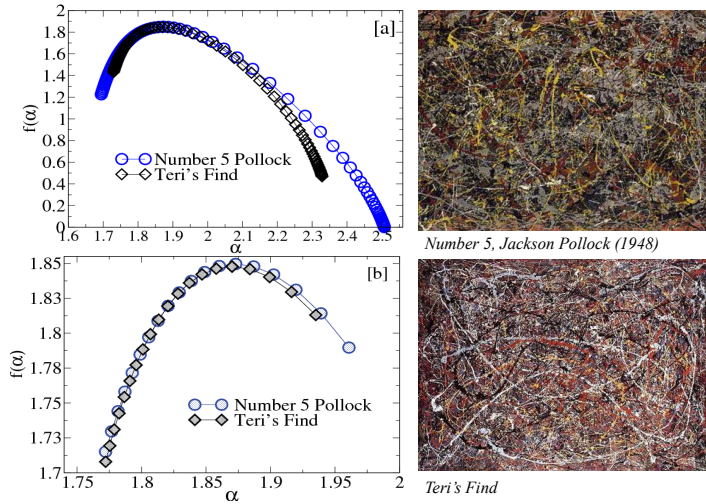 [a]
f(α)
2
1.8
1.6
1.4
1.2
1
0.8
0.6
0.4
0.2
0
Number 5 Pollock
Teri's Find
1.6 1.7 1.8 1.9 2 2.1 2.2 2.3 2.4 2.5 2.6
α
Number 5, Jackson Pollock (1948)
[b]
f(α)
1.85
1.83
1.8
1.78
1.75
1.73
1.7
Number 5 Pollock
Teri's Find
1.75 1.8 1.85 1.9 1.95 2
α
Teri's Find